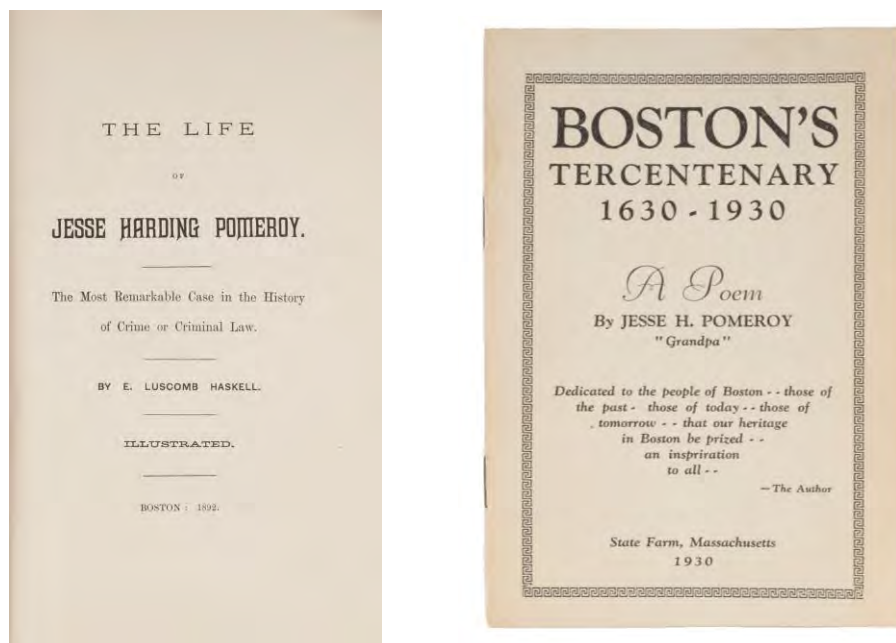 THE LIFE
OF
JESSE HARDING POMEROY.
The Most Remarkable Case in the History
of Crime or Criminal Law.
BY E. LUSCOMB HASKELL.
ILLUSTRATED.
BOSTON: 1892.
BOSTON'S
TERCENTENARY
1630 - 1930
A Poem
By JESSE H. POMEROY
"Grandpa"
Dedicated to the people of Boston - - those of
the past - those of today - - those of
tomorrow - - that our heritage
in Boston be prized - -
an inspriration
to all - -
—The Author
State Farm, Massachusetts
1930